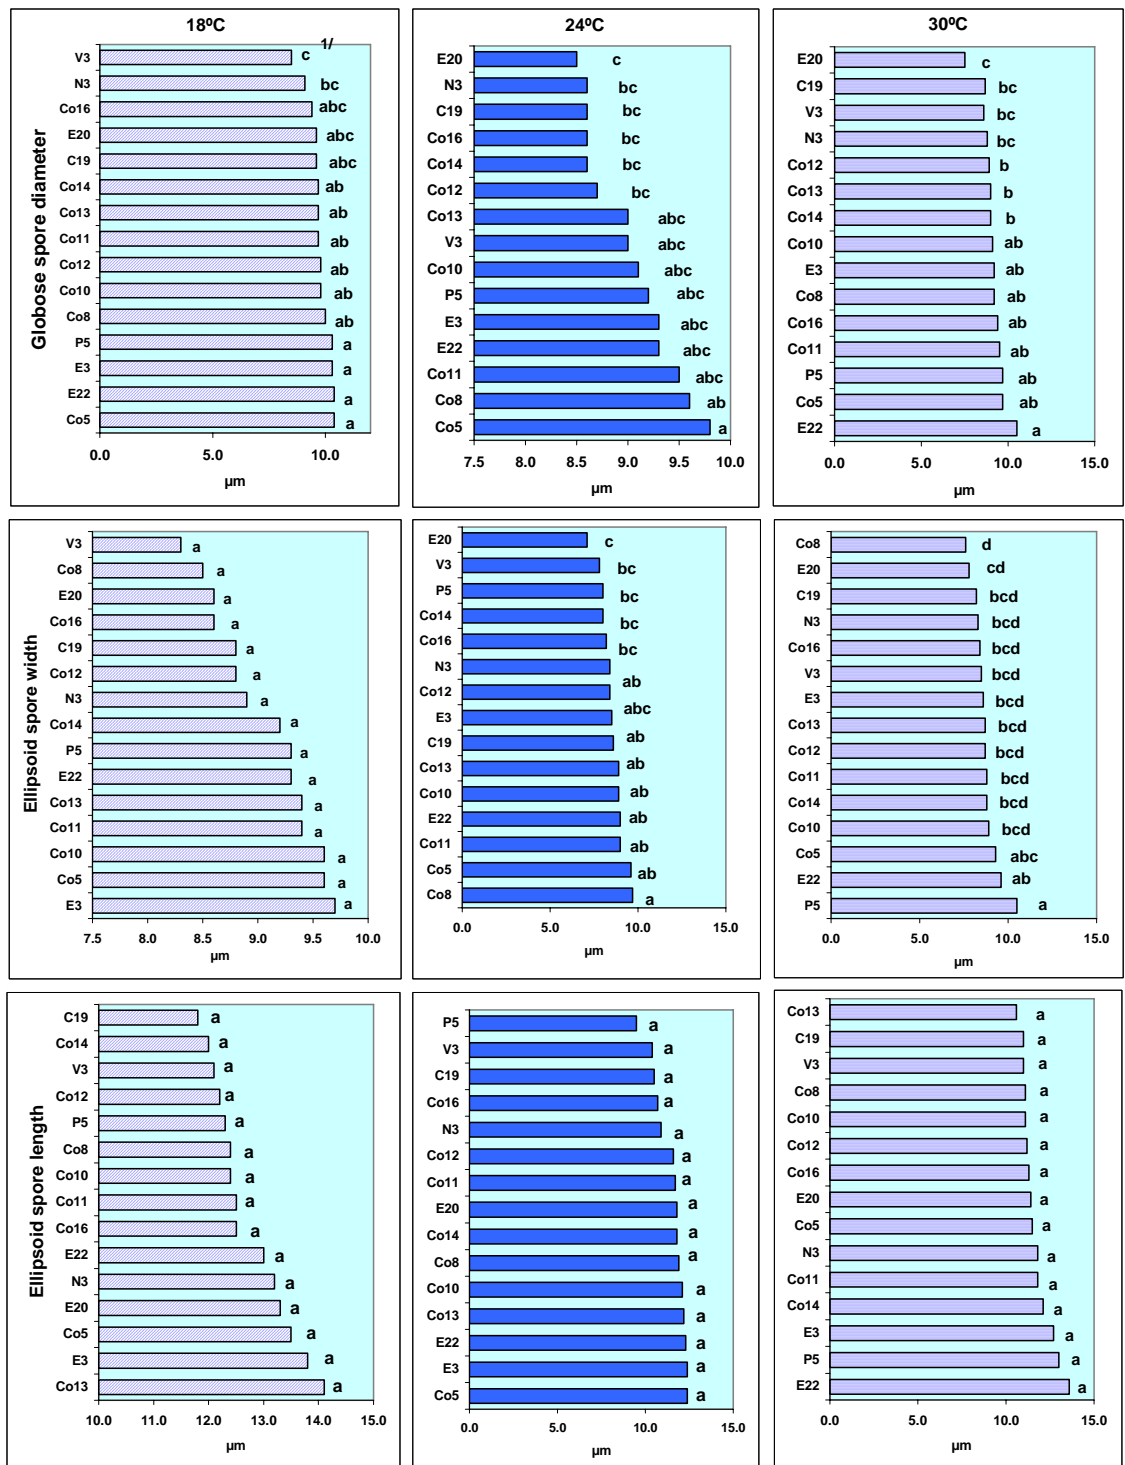 18ºC
Globose spore diameter
V3 c 1/
N3 bc
Co16 abc
E20 abc
C19 abc
Co14 ab
Co13 ab
Co11 ab
Co12 ab
Co10 ab
Co8 ab
P5 a
E3 a
E22 a
Co5 a
0.0 5.0 10.0
µm
24ºC
E20 c
N3 bc
C19 bc
Co16 bc
Co14 bc
Co12 bc
Co13 abc
V3 abc
Co10 abc
P5 abc
E3 abc
E22 abc
Co11 abc
Co8 ab
Co5 a
7.5 8.0 8.5 9.0 9.5 10.0
µm
30ºC
E20 c
C19 bc
V3 bc
N3 bc
Co12 b
Co13 b
Co14 b
Co10 ab
E3 ab
Co8 ab
Co16 ab
Co11 ab
P5 ab
Co5 ab
E22 a
0.0 5.0 10.0 15.0
µm
Ellipsoid spore width
V3 a
Co8 a
E20 a
Co16 a
C19 a
Co12 a
N3 a
Co14 a
P5 a
E22 a
Co13 a
Co11 a
Co10 a
Co5 a
E3 a
7.5 8.0 8.5 9.0 9.5 10.0
µm
E20 c
V3 bc
P5 bc
Co14 bc
Co16 bc
N3 ab
Co12
E3 abc
C19 ab
Co13 ab
Co10 ab
E22 ab
Co11 ab
Co5 ab
Co8 a
0.0 5.0 10.0 15.0
µm
Co8 d
E20 cd
C19 bcd
N3 bcd
Co16 bcd
V3 bcd
E3 bcd
Co13 bcd
Co12 bcd
Co11 bcd
Co14 bcd
Co10 bcd
Co5 abc
E22 ab
P5 a
0.0 5.0 10.0 15.0
µm
Ellipsoid spore length
C19 a
Co14 a
V3 a
Co12 a
P5 a
Co8 a
Co10 a
Co11 a
Co16 a
E22 a
N3 a
E20 a
Co5 a
E3 a
Co13 a
10.0 11.0 12.0 13.0 14.0 15.0
µm
P5 a
V3 a
C19 a
Co16 a
N3 a
Co12 a
Co11 a
E20 a
Co14 a
Co8 a
Co10 a
Co13 a
E22 a
E3 a
Co5 a
0.0 5.0 10.0 15.0
µm
Co13 a
C19 a
V3 a
Co8 a
Co10 a
Co12 a
Co16 a
E20 a
Co5 a
N3 a
Co11 a
Co14 a
E3 a
P5 a
E22 a
0.0 5.0 10.0 15.0
µm